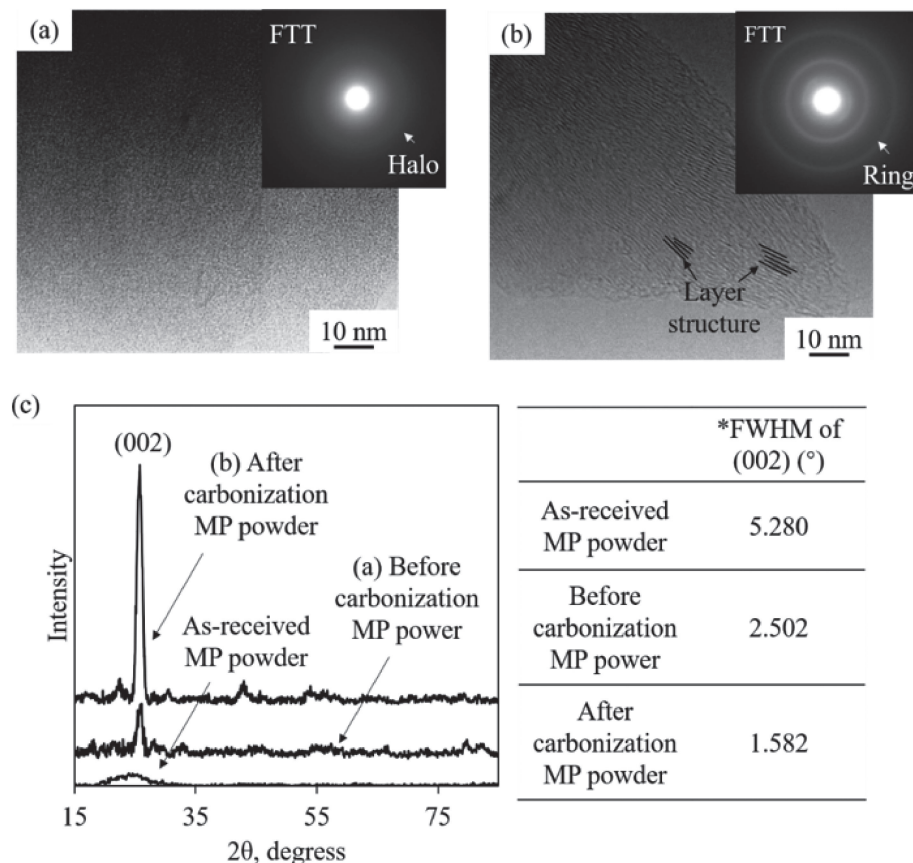 (a)
FTT
Halo
10 nm
(b)
FTT
Ring
Layer
structure
10 nm
(c)
(002)
(b) After
carbonization
MP powder
(a) Before
carbonization
MP power
As-received
MP powder
Intensity
15
35
55
75
2θ, degress
*FWHM of
(002) (°)
As-received
MP powder
5.280
Before
carbonization
MP power
2.502
After
carbonization
MP powder
1.582